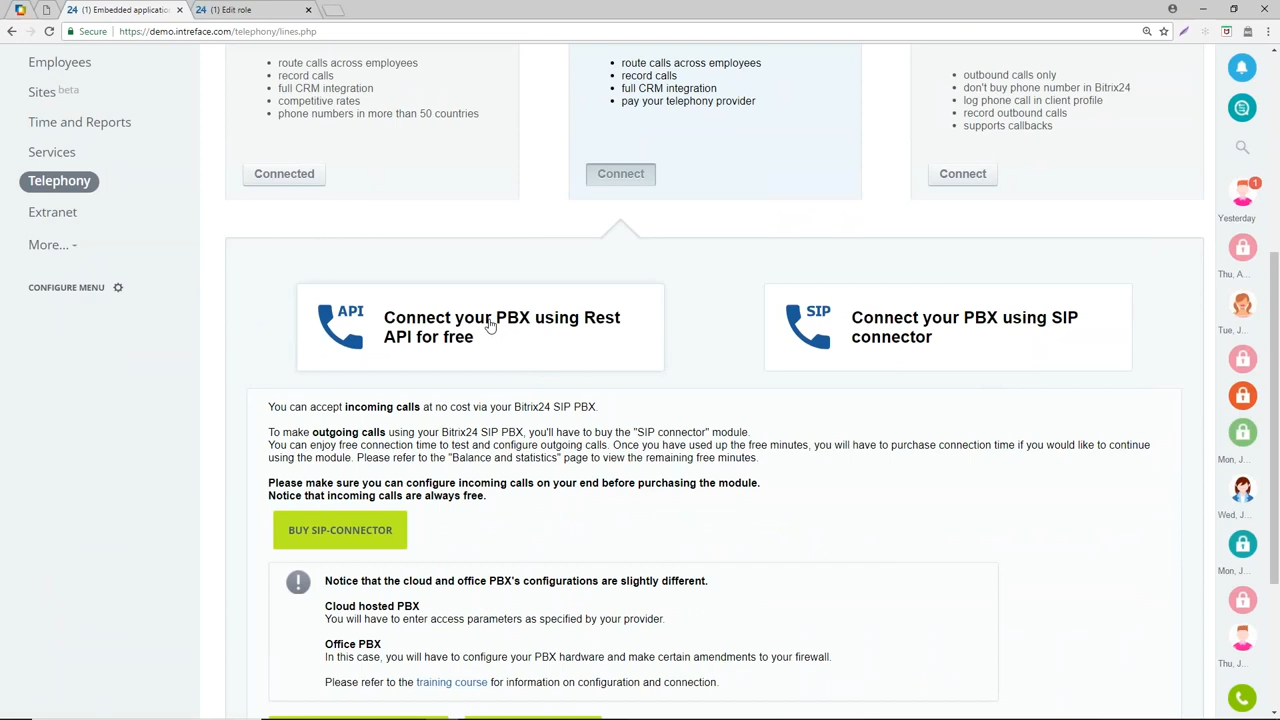 24 (1) Embedded applicatio
24 (1) Edit role
Secure
https://demo.intreface.com/telephony/lines.php
Employees
Sites beta
Time and Reports
Services
Telephony
Extranet
More...
CONFIGURE MENU
route calls across employees
record calls
full CRM integration
competitive rates
phone numbers in more than 50 countries
Connected
route calls across employees
record calls
full CRM integration
pay your telephony provider
Connect
outbound calls only
don't buy phone number in Bitrix24
log phone call in client profile
record outbound calls
supports callbacks
Connect
API
Connect your PBX using Rest
API for free
SIP
Connect your PBX using SIP
connector
You can accept incoming calls at no cost via your Bitrix24 SIP PBX.
To make outgoing calls using your Bitrix24 SIP PBX, you'll have to buy the "SIP connector" module.
You can enjoy free connection time to test and configure outgoing calls. Once you have used up the free minutes, you will have to purchase connection time if you would like to continue
using the module. Please refer to the "Balance and statistics" page to view the remaining free minutes.
Please make sure you can configure incoming calls on your end before purchasing the module.
Notice that incoming calls are always free.
BUY SIP-CONNECTOR
Notice that the cloud and office PBX's configurations are slightly different.
Cloud hosted PBX
You will have to enter access parameters as specified by your provider.
Office PBX
In this case, you will have to configure your PBX hardware and make certain amendments to your firewall.
Please refer to the training course for information on configuration and connection.
1
Yesterday
Thu, A...
Tue, J...
Mon, J...
Wed, J...
Mon, J...
Thu, J...